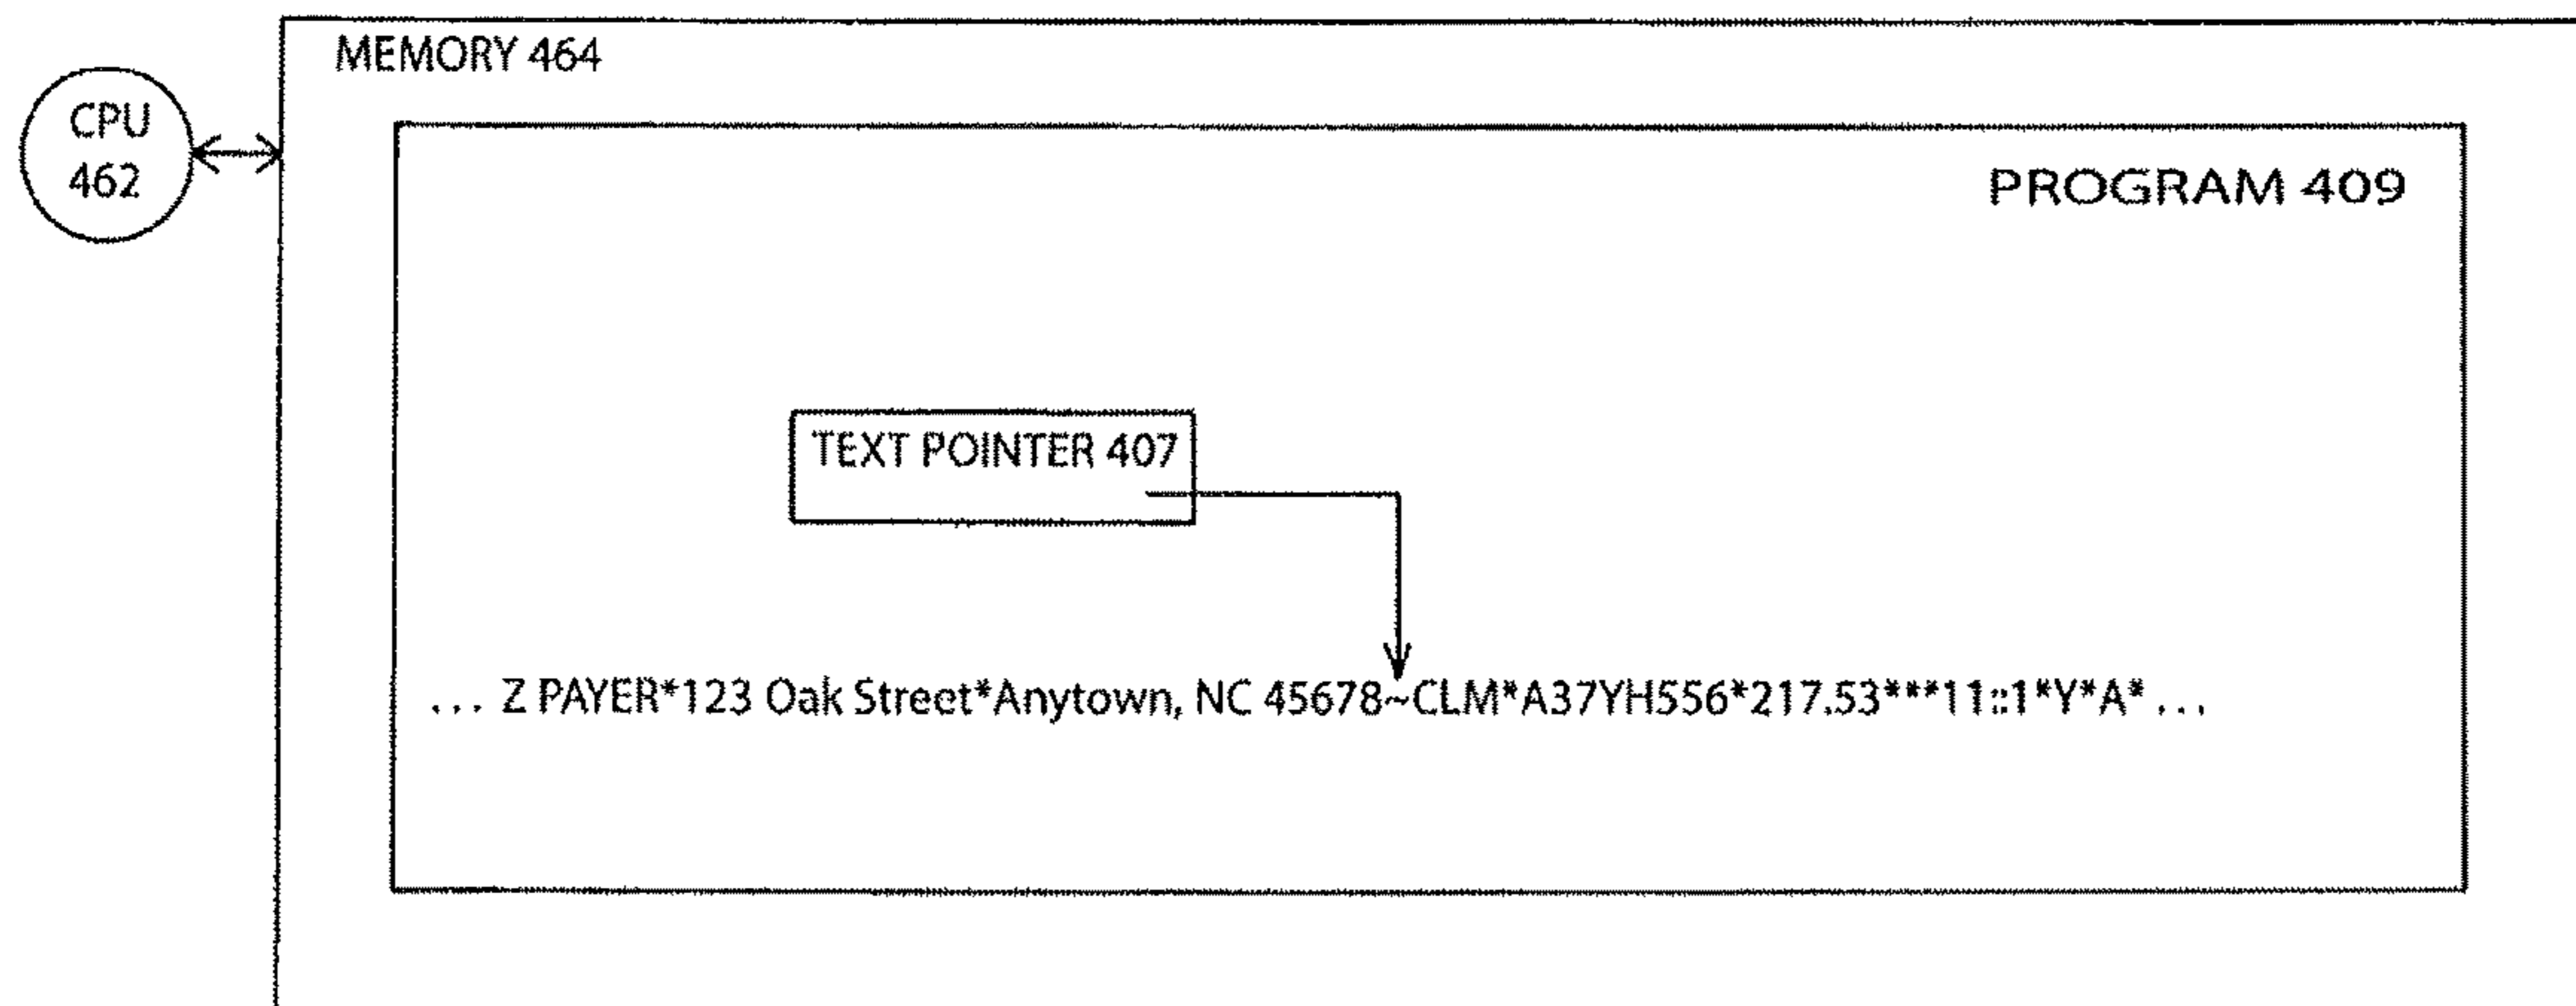 MEMORY 464
CPU
462
PROGRAM 409
TEXT POINTER 407
... Z PAYER*123 Oak Street*Anytown, NC 45678~CLM*A37YH556*217.53***11::1*Y*A* ...